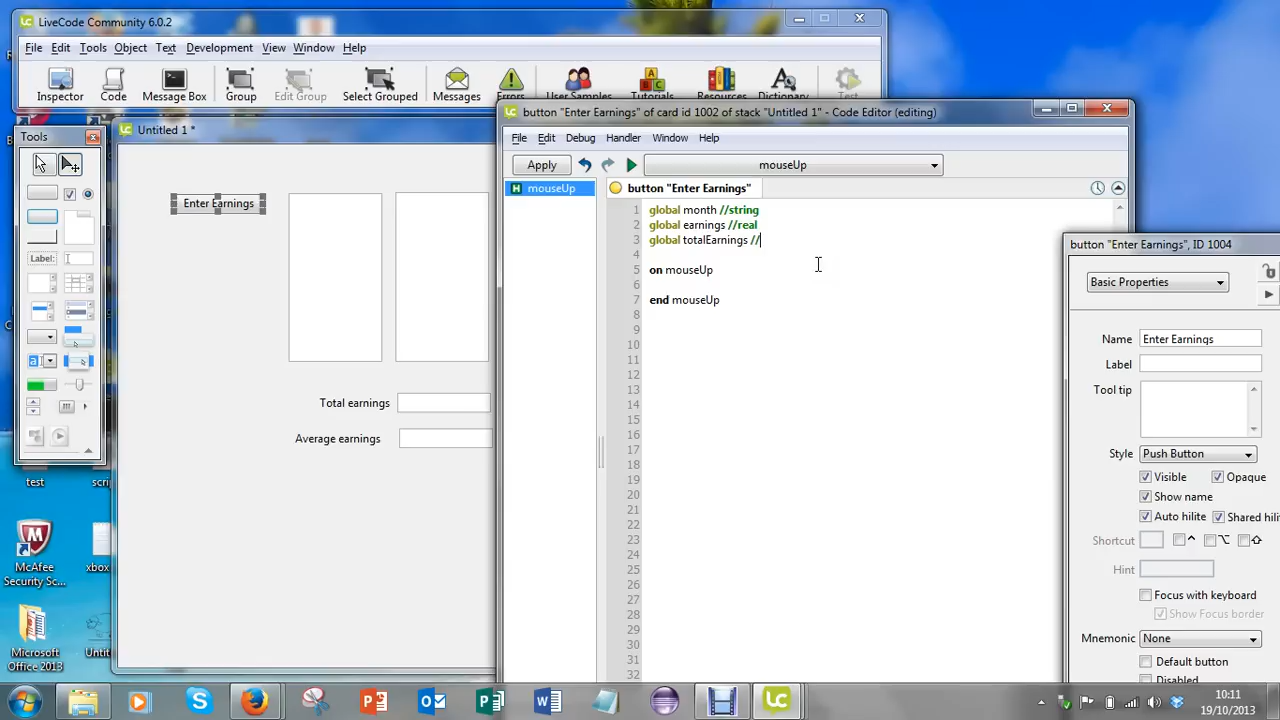 LiveCode Community 6.0.2
File Edit Tools Object Text Development View Window Help
Inspector Code Message Box Group Edit Group Select Grouped Messages Errors User Samples Tutorials Resources Dictionary Test
button "Enter Earnings" of card id 1002 of stack "Untitled 1" - Code Editor (editing)
Tools
Untitled 1 *
File Edit Debug Handler Window Help
Apply
mouseUp
mouseUp
button "Enter Earnings"
Enter Earnings
1 global month //string
2 global earnings //real
3 global totalEarnings //
4
5 on mouseUp
6
7 end mouseUp
8
9
10
11
12
13
14
15
16
17
18
19
20
21
22
23
24
25
26
27
28
29
30
31
32
Label:
Total earnings
Average earnings
button "Enter Earnings", ID 1004
Basic Properties
Name Enter Earnings
Label
Tool tip
Style Push Button
Visible Opaque
Show name
Auto hilite Shared hili
Shortcut
Hint
Focus with keyboard
Show Focus border
Mnemonic None
Default button
Disabled
test
scri
McAfee
Security Sc...
xbox
Microsoft
Office 2013
Untit
10:11
19/10/2013